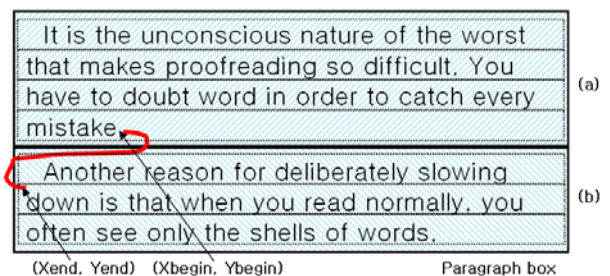 It is the unconscious nature of the worst
that makes proofreading so difficult. You
have to doubt word in order to catch every
mistake.
(a)
Another reason for deliberately slowing
down is that when you read normally, you
often see only the shells of words.
(b)
(Xend, Yend) (Xbegin, Ybegin) Paragraph box